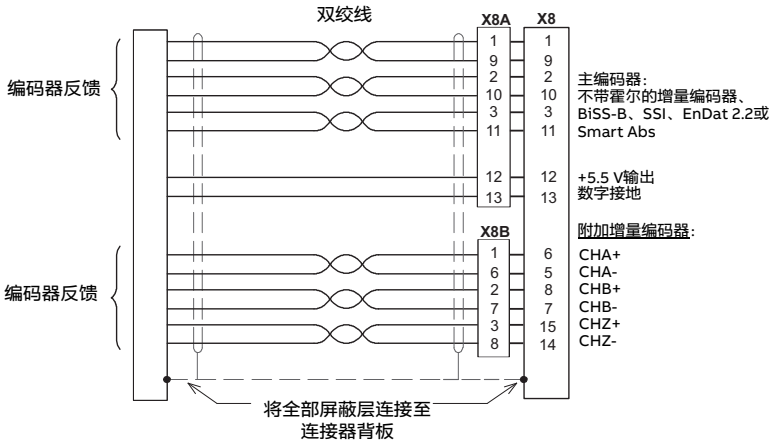 双绞线
X8A X8
1 1
9 9
编码器反馈
2 2
主编码器:
10 10
不带霍尔的增量编码器、
3 3
BiSS-B、SSI、EnDat 2.2或
11 11
Smart Abs
12 12 +5.5 V输出
13 13 数字接地
X8B
附加增量编码器:
1 6 CHA+
6 5 CHA-
编码器反馈
2 8 CHB+
7 7 CHB-
3 15 CHZ+
8 14 CHZ-
将全部屏蔽层连接至
连接器背板